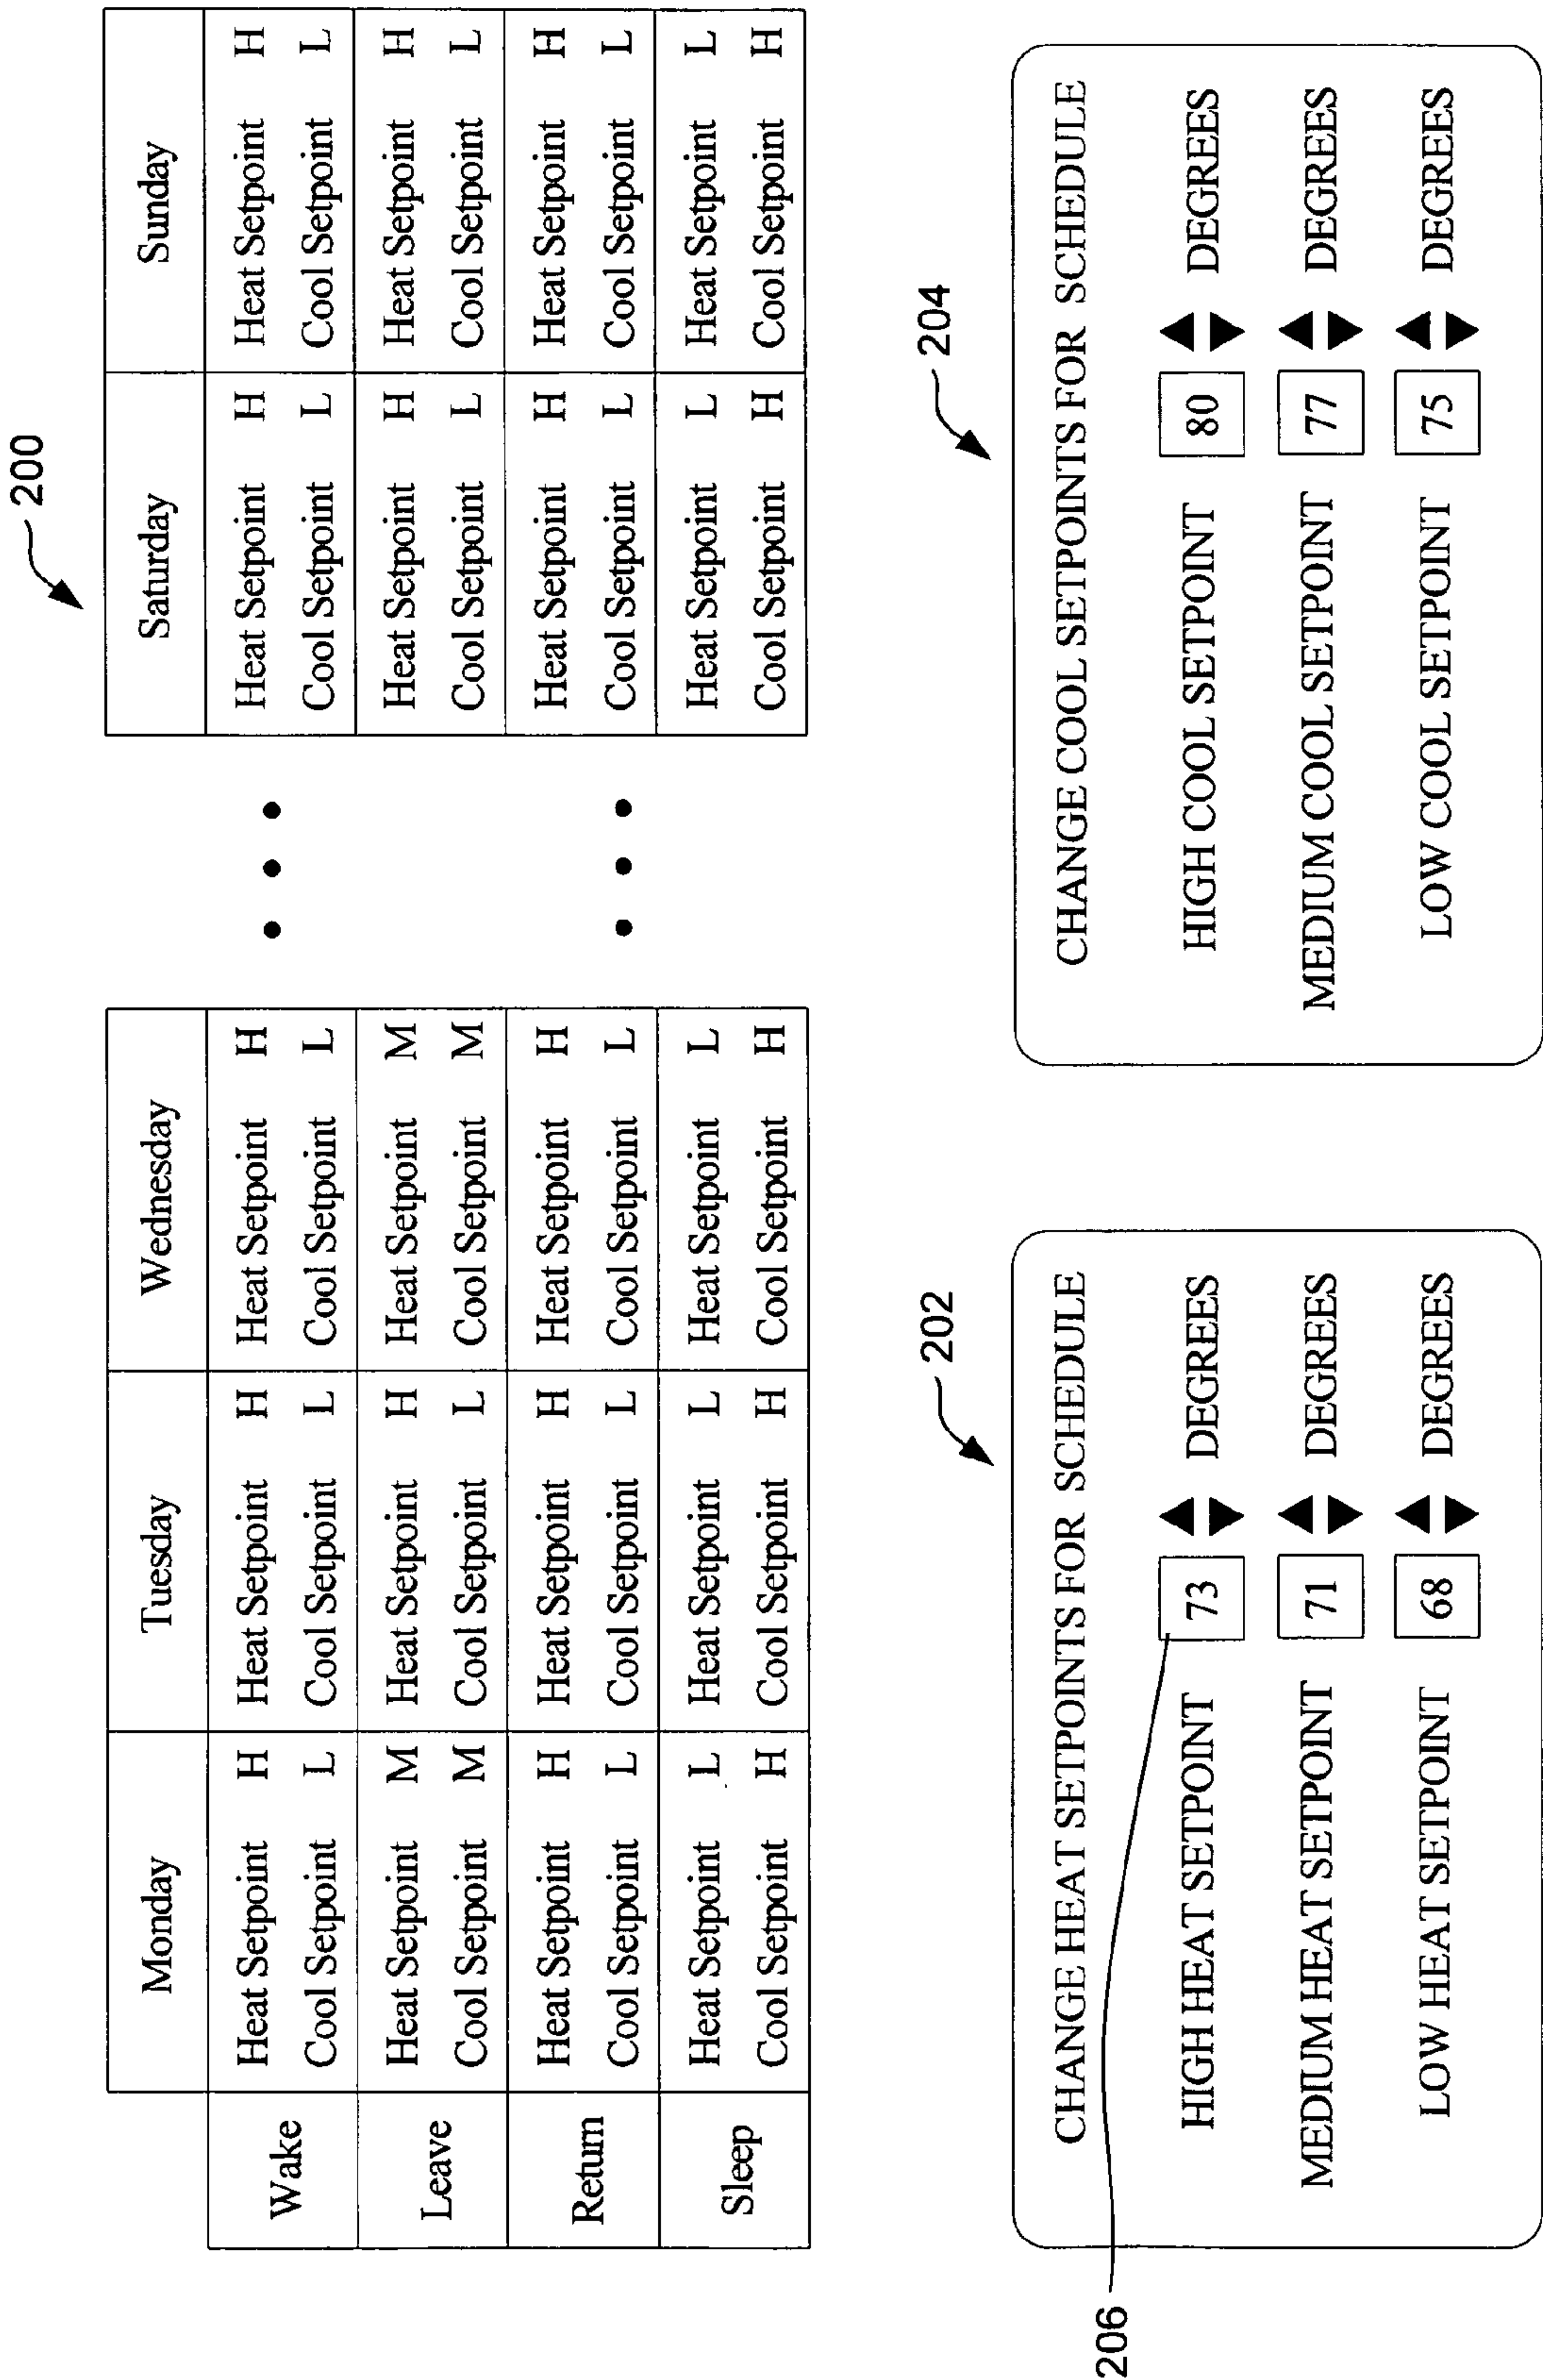 200
Monday Tuesday Wednesday • • • Saturday Sunday
Wake Heat Setpoint H Heat Setpoint H Heat Setpoint H Heat Setpoint H Heat Setpoint H
Cool Setpoint L Cool Setpoint L Cool Setpoint L Cool Setpoint L Cool Setpoint L
Leave Heat Setpoint M Heat Setpoint H Heat Setpoint M Heat Setpoint H Heat Setpoint H
Cool Setpoint M Cool Setpoint L Cool Setpoint M Cool Setpoint L Cool Setpoint L
Return Heat Setpoint H Heat Setpoint H Heat Setpoint H Heat Setpoint H Heat Setpoint H
Cool Setpoint L Cool Setpoint L Cool Setpoint L • • • Cool Setpoint L Cool Setpoint L
Sleep Heat Setpoint L Heat Setpoint L Heat Setpoint L Heat Setpoint L Heat Setpoint L
Cool Setpoint H Cool Setpoint H Cool Setpoint H Cool Setpoint H Cool Setpoint H
202
CHANGE HEAT SETPOINTS FOR SCHEDULE
206
HIGH HEAT SETPOINT 73 DEGREES
MEDIUM HEAT SETPOINT 71 DEGREES
LOW HEAT SETPOINT 68 DEGREES
204
CHANGE COOL SETPOINTS FOR SCHEDULE
HIGH COOL SETPOINT 80 DEGREES
MEDIUM COOL SETPOINT 77 DEGREES
LOW COOL SETPOINT 75 DEGREES